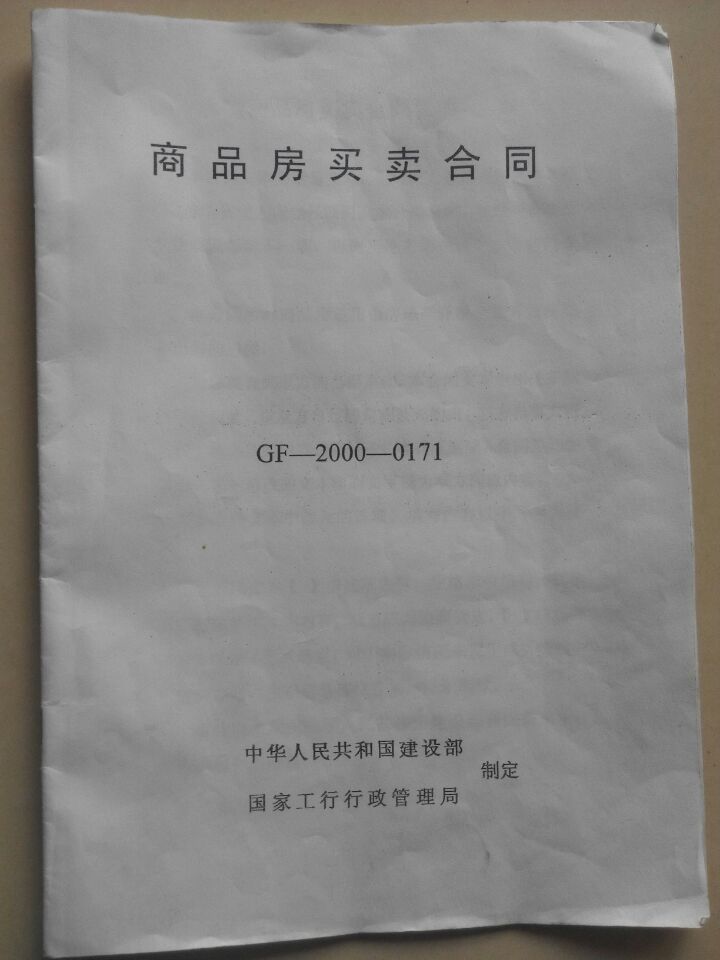 商品房买卖合同
GF—2000—0171
中华人民共和国建设部
国家工行行政管理局
制定